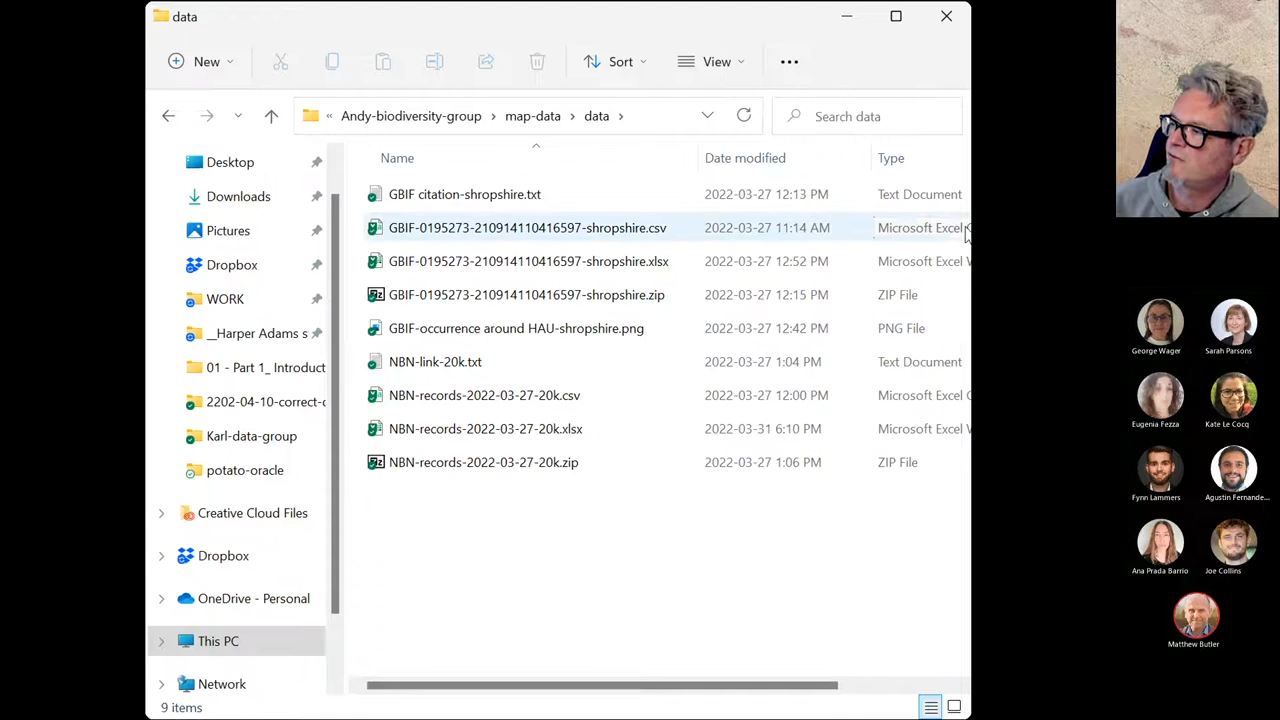 data
New
Sort
View
« Andy-biodiversity-group > map-data > data >
Search data
Name
Date modified
Type
Desktop
Downloads
Pictures
Dropbox
WORK
__Harper Adams s
01 - Part 1_ Introduct
2202-04-10-correct-c
Karl-data-group
potato-oracle
Creative Cloud Files
Dropbox
OneDrive - Personal
This PC
Network
GBIF citation-shropshire.txt 2022-03-27 12:13 PM Text Document
GBIF-0195273-210914110416597-shropshire.csv 2022-03-27 11:14 AM Microsoft Excel C
GBIF-0195273-210914110416597-shropshire.xlsx 2022-03-27 12:52 PM Microsoft Excel W
GBIF-0195273-210914110416597-shropshire.zip 2022-03-27 12:15 PM ZIP File
GBIF-occurrence around HAU-shropshire.png 2022-03-27 12:42 PM PNG File
NBN-link-20k.txt 2022-03-27 1:04 PM Text Document
NBN-records-2022-03-27-20k.csv 2022-03-27 12:00 PM Microsoft Excel C
NBN-records-2022-03-27-20k.xlsx 2022-03-31 6:10 PM Microsoft Excel W
NBN-records-2022-03-27-20k.zip 2022-03-27 1:06 PM ZIP File
9 items
George Wager
Sarah Parsons
Eugenia Fezza
Kate Le Cocq
Fynn Lammers
Agustin Fernande...
Ana Prada Barrio
Joe Collins
Matthew Butler